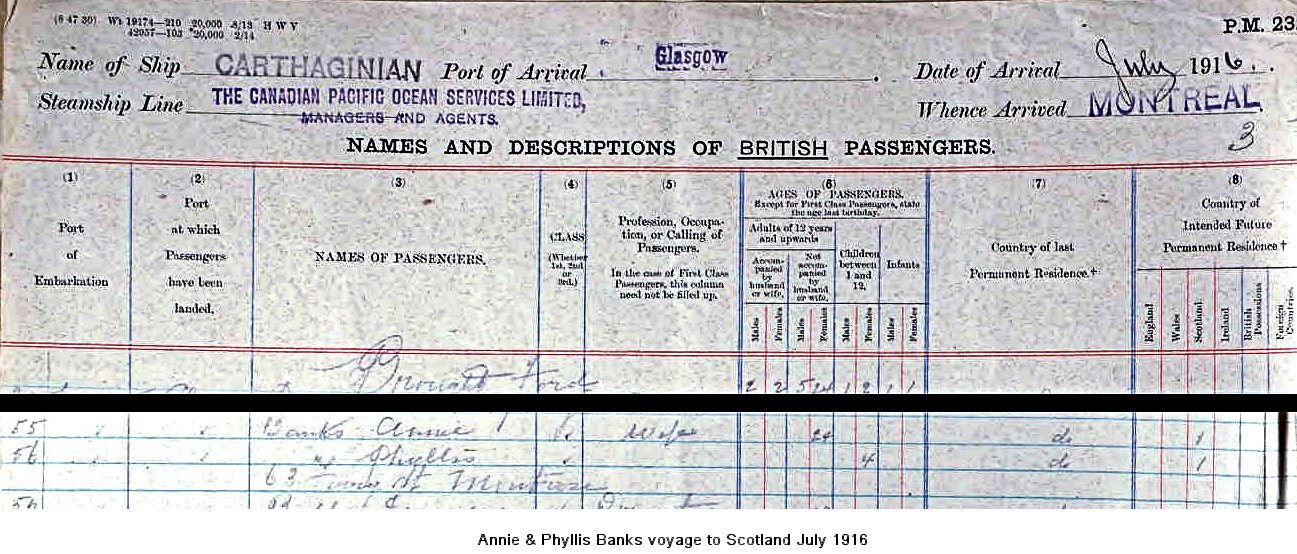 (6 47 30) Wt 19174—210 20,000 8/13 H W V
42057—103 20,000 2/14
P.M. 23
Name of Ship CARTHAGINIAN Port of Arrival Glasgow Date of Arrival July 1916
Steamship Line THE CANADIAN PACIFIC OCEAN SERVICES LIMITED, Whence Arrived MONTREAL
MANAGERS AND AGENTS.
3
NAMES AND DESCRIPTIONS OF BRITISH PASSENGERS.
(1) (2) (3) (4) (5) (6) (7) (8)
Port of Embarkation
Port at which Passengers have been landed.
NAMES OF PASSENGERS.
CLASS
(Whether 1st, 2nd or 3rd.)
Profession, Occupation, or Calling of Passengers.
In the case of First Class Passengers, this column need not be filled up.
AGES OF PASSENGERS.
Except for First Class Passengers, state the age last birthday.
Adults of 12 years and upwards
Accompanied by husband or wife.
Not accompanied by husband or wife.
Children between 1 and 12.
Infants
Males Females Males Females Males Females Males Females
Country of last Permanent Residence.†
Country of Intended Future Permanent Residence†
England Wales Scotland Ireland British Possessions Foreign Countries
Brought Ford 2 2 5 24 1 2 1 1
55 Banks Annie Wife 24 do 1
56 " Phyllis 4 do 1
63 St Montrose
Annie & Phyllis Banks voyage to Scotland July 1916